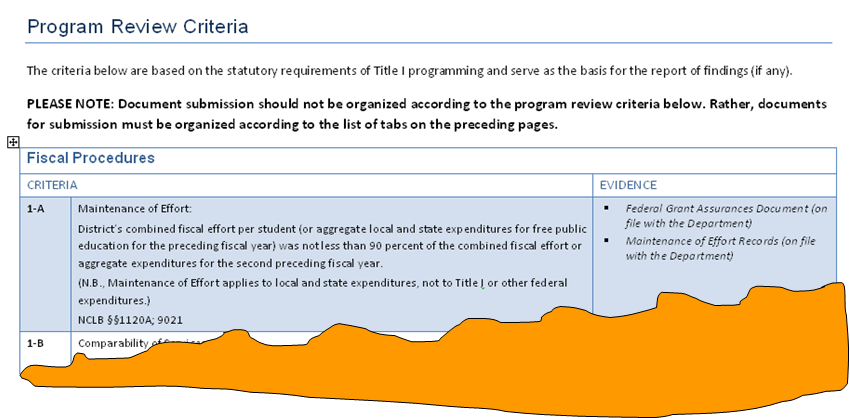 Program Review Criteria
The criteria below are based on the statutory requirements of Title I programming and serve as the basis for the report of findings (if any).
PLEASE NOTE: Document submission should not be organized according to the program review criteria below. Rather, documents
for submission must be organized according to the list of tabs on the preceding pages.
Fiscal Procedures
CRITERIA
EVIDENCE
1-A
Maintenance of Effort:
District's combined fiscal effort per student (or aggregate local and state expenditures for free public
education for the preceding fiscal year) was not less than 90 percent of the combined fiscal effort or
aggregate expenditures for the second preceding fiscal year.
(N.B., Maintenance of Effort applies to local and state expenditures, not to Title I or other federal
expenditures.)
NCLB §§1120A; 9021
▪ Federal Grant Assurances Document (on
file with the Department)
▪ Maintenance of Effort Records (on file
with the Department)
1-B
Comparability of